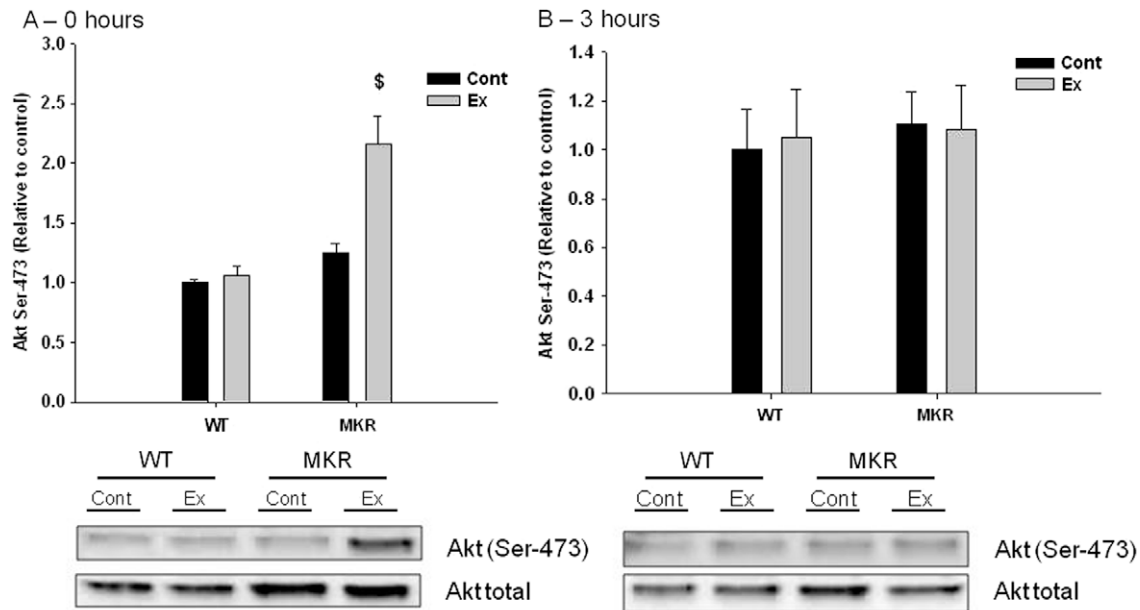 A – 0 hours
3.0
2.5
2.0
1.5
1.0
0.5
0.0
Akt Ser-473 (Relative to control)
$
Cont
Ex
WT MKR
WT MKR
Cont Ex Cont Ex
Akt (Ser-473)
Akt total
B – 3 hours
1.4
1.2
1.0
0.8
0.6
0.4
0.2
0.0
Akt Ser-473 (Relative to control)
Cont
Ex
WT MKR
WT MKR
Cont Ex Cont Ex
Akt (Ser-473)
Akt total